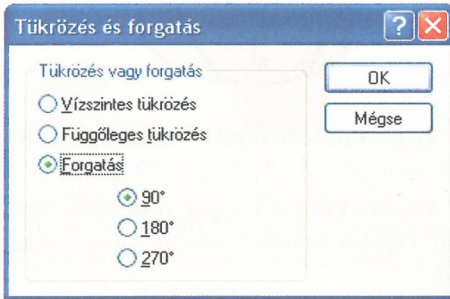 Tükrözés és forgatás
Tükrözés vagy forgatás
Vízszintes tükrözés
Függőleges tükrözés
Forgatás
90°
180°
270°
OK
Mégse